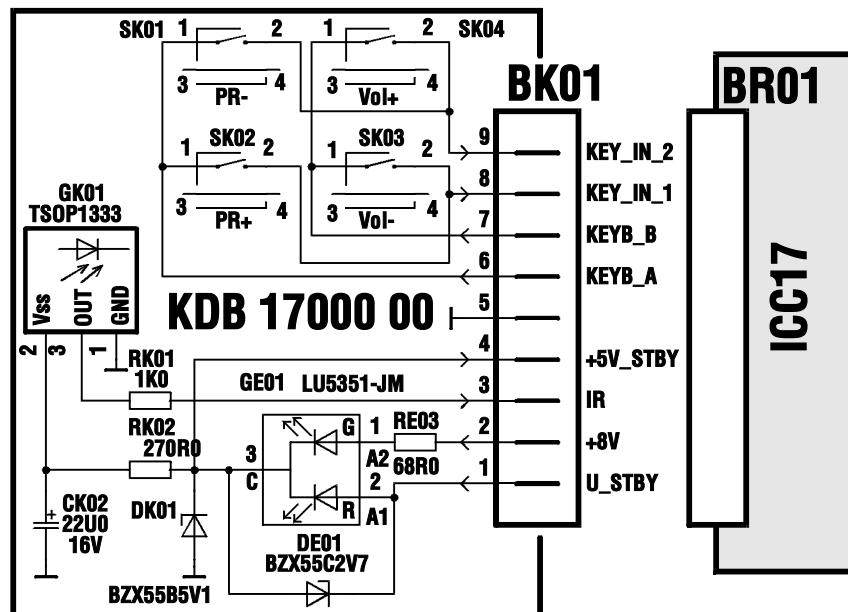 SK01 1 2 1 2 SK04
3 4 3 4
PR- Vol+
BK01
BR01
SK02 SK03
1 2 1 2
3 4 3 4
PR+ Vol-
9 KEY_IN_2
8 KEY_IN_1
7 KEYB_B
6 KEYB_A
5
4 +5V_STBY
3 IR
2 +8V
1 U_STBY
ICC17
GK01
TSOP1333
Vss OUT GND
2 3 1
KDB 17000 00
RK01
1K0
GE01 LU5351-JM
RK02
270R0
G 1 RE03
3 A2 68R0
C 2
R A1
CK02
22U0
16V
+
DK01
BZX55B5V1
DE01
BZX55C2V7